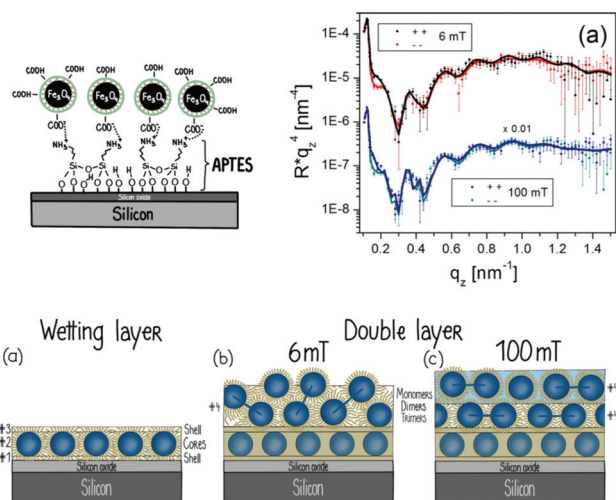 COOH COOH COOH COOH
COOH COOH COOH COOH
COOH COOH
Fe₃O₄ Fe₃O₄ Fe₃O₄ Fe₃O₄
COO⁻ COO⁻ COO⁻ COO⁻
NH₃⁺ NH₃⁺ NH₃⁺ NH₃⁺
APTES
Si O Si Si O Si
O O H O O H O O H
Silicon oxide
Silicon
(a)
1E-4
1E-5
1E-6
1E-7
1E-8
R*q_z^4 [nm^-4]
+ + 6 mT
- -
x 0.01
+ + 100 mT
- -
0.2 0.4 0.6 0.8 1.0 1.2 1.4
q_z [nm^-1]
Wetting layer
Double layer
(a)
(b) 6mT
(c) 100mT
#3 Shell
#2 Cores
#1 Shell
Silicon oxide
Silicon
#4
Monomers
Dimers
Trimers
Silicon oxide
Silicon
Silicon oxide
Silicon